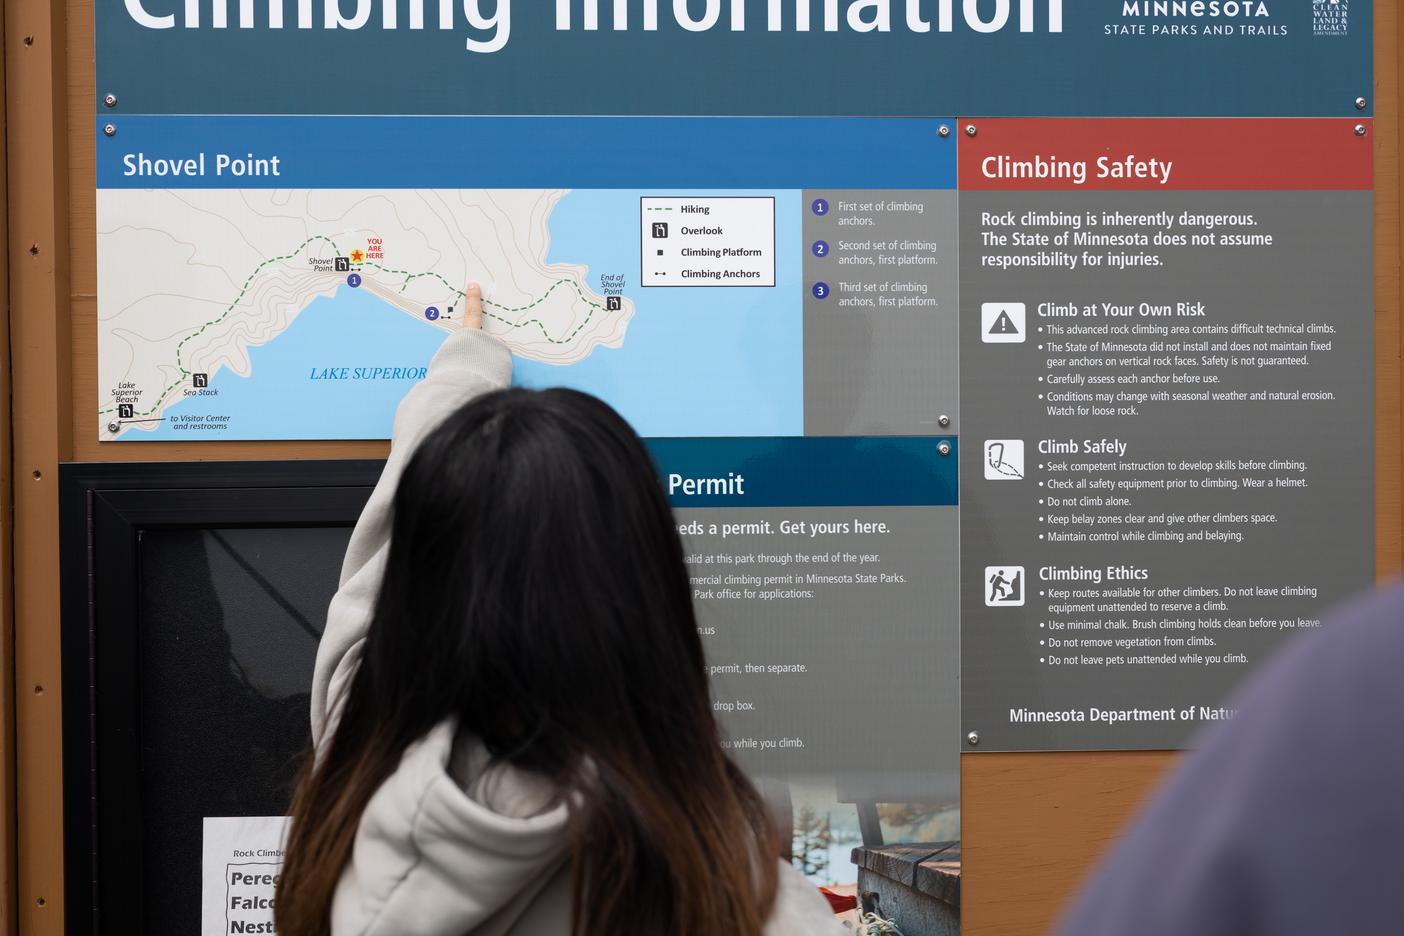 Climbing Information
MINNESOTA
STATE PARKS AND TRAILS
CLEAN
WATER
LAND &
LEGACY
AMENDMENT
Shovel Point
YOU
ARE
HERE
Shovel
Point
1
2
End of
Shovel
Point
LAKE SUPERIOR
Lake
Superior
Beach
Sea Stack
to Visitor Center
and restrooms
Hiking
Overlook
Climbing Platform
Climbing Anchors
1 First set of climbing
anchors.
2 Second set of climbing
anchors, first platform.
3 Third set of climbing
anchors, first platform.
Climbing Safety
Rock climbing is inherently dangerous.
The State of Minnesota does not assume
responsibility for injuries.
Climb at Your Own Risk
• This advanced rock climbing area contains difficult technical climbs.
• The State of Minnesota did not install and does not maintain fixed
gear anchors on vertical rock faces. Safety is not guaranteed.
• Carefully assess each anchor before use.
• Conditions may change with seasonal weather and natural erosion.
Watch for loose rock.
Climb Safely
• Seek competent instruction to develop skills before climbing.
• Check all safety equipment prior to climbing. Wear a helmet.
• Do not climb alone.
• Keep belay zones clear and give other climbers space.
• Maintain control while climbing and belaying.
Climbing Ethics
• Keep routes available for other climbers. Do not leave climbing
equipment unattended to reserve a climb.
• Use minimal chalk. Brush climbing holds clean before you leave.
• Do not remove vegetation from climbs.
• Do not leave pets unattended while you climb.
Minnesota Department of Natu
Permit
eds a permit. Get yours here.
alid at this park through the end of the year.
mercial climbing permit in Minnesota State Parks.
Park office for applications:
n.us
permit, then separate.
drop box.
ou while you climb.
Rock Climbe
Pereg
Falco
Nesti